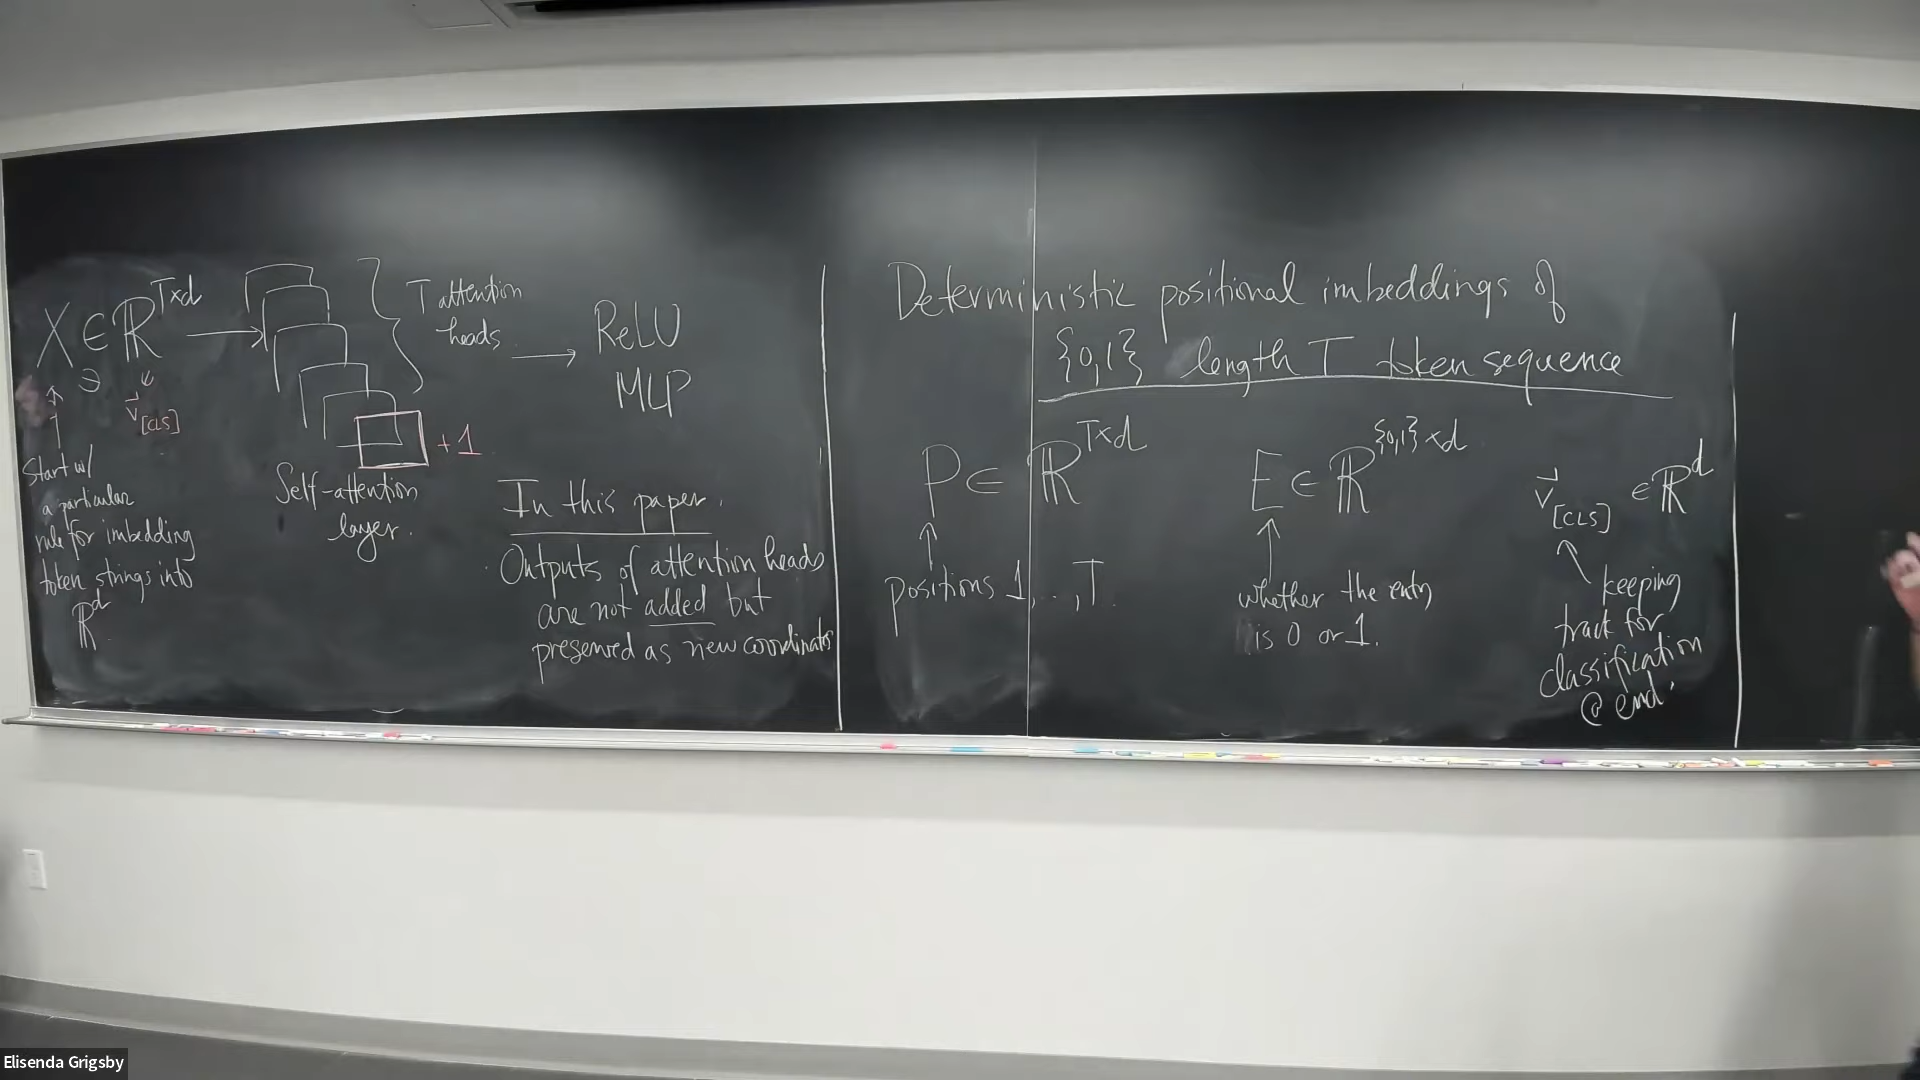 X ∈ ℝ^{T×d}
∋
v⃗_[CLS]
Start w/
a particular
rule for imbedding
token strings into
ℝ^d
T attention
heads
+1
Self-attention
layer.
ReLU
MLP
In this paper.
Outputs of attention heads
are not added but
preserved as new coordinates
Deterministic positional imbeddings of
{0,1} length T token sequence
P ∈ ℝ^{T×d}
positions 1, .., T.
E ∈ ℝ^{{0,1}×d}
whether the entry
is 0 or 1.
v⃗_[CLS] ∈ ℝ^d
keeping
track for
classification
@ end.
Elisenda Grigsby